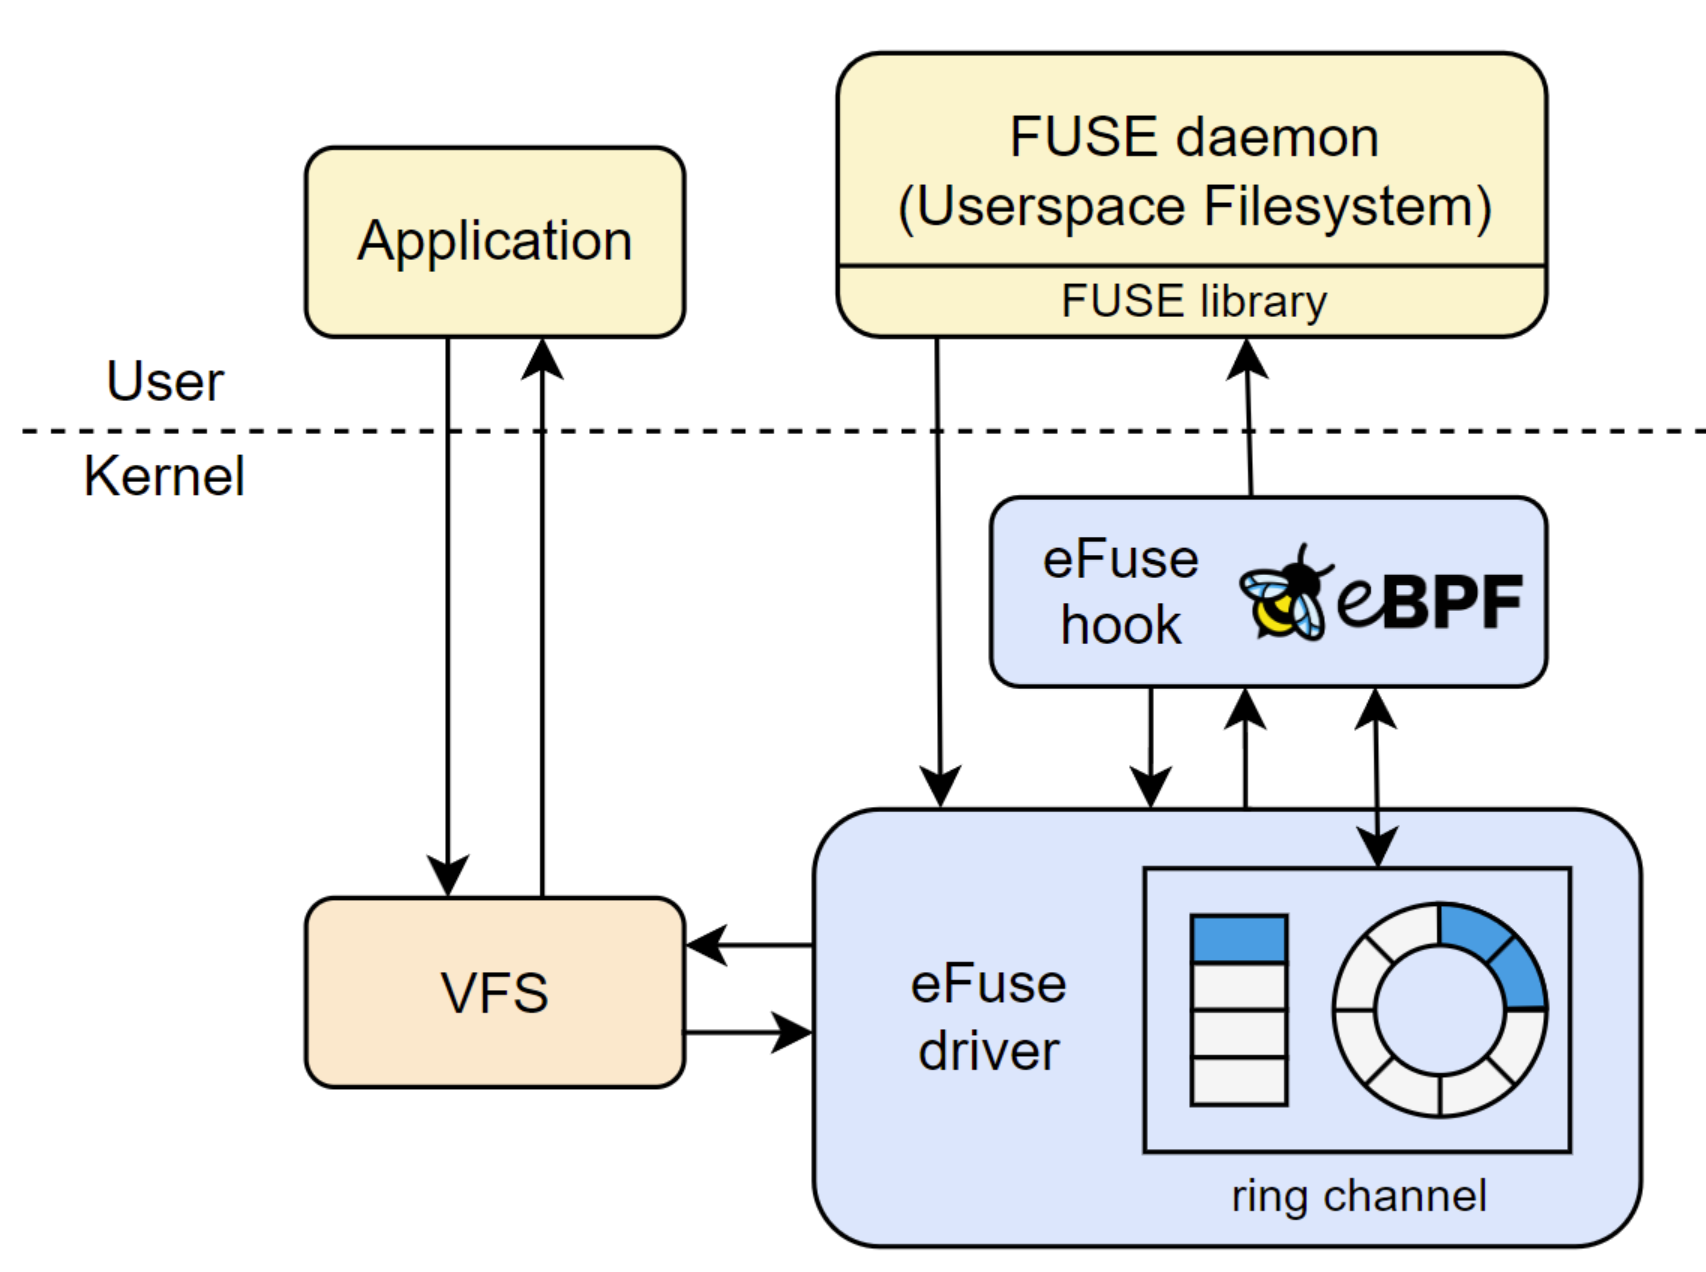 FUSE daemon
(Userspace Filesystem)
FUSE library
Application
User
Kernel
eFuse
hook
eBPF
VFS
eFuse
driver
ring channel